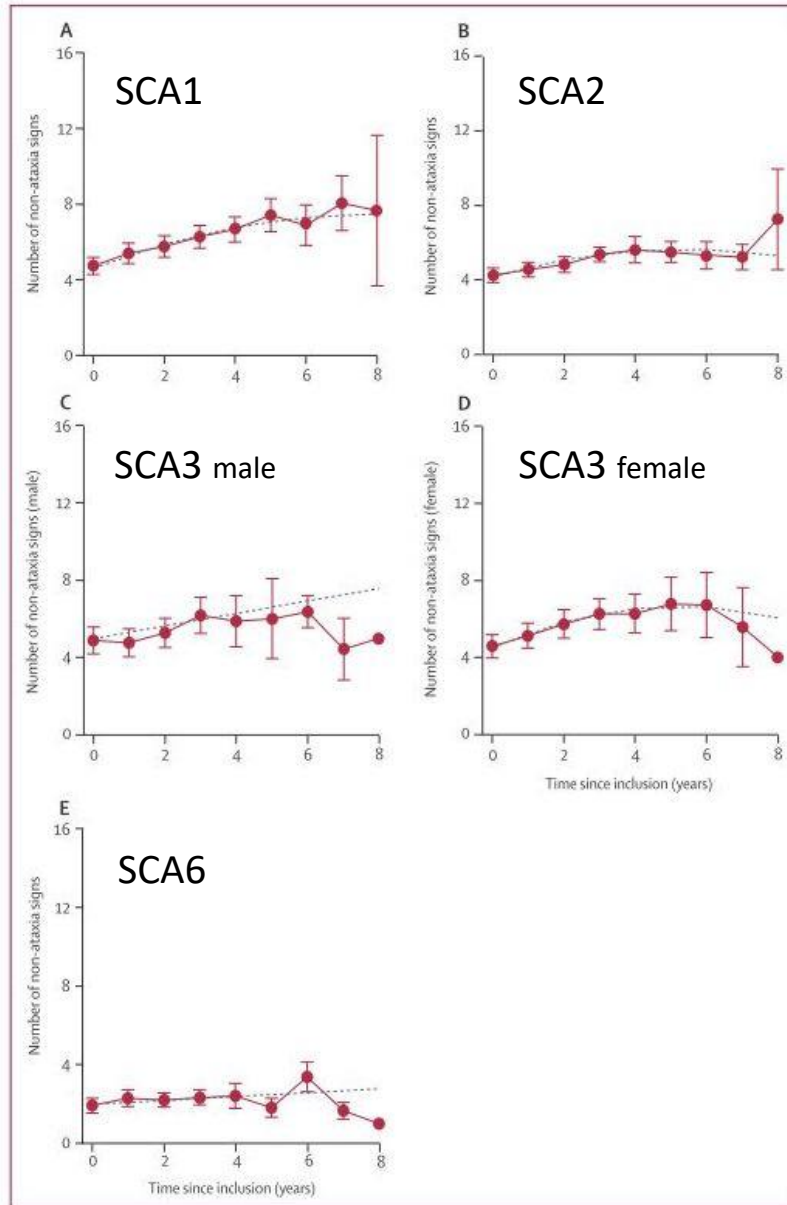 A
SCA1
Number of non-ataxia signs
16
12
8
4
0
0 2 4 6 8
B
SCA2
Number of non-ataxia signs
16
12
8
4
0
0 2 4 6 8
C
SCA3 male
Number of non-ataxia signs (male)
16
12
8
4
0
0 2 4 6 8
D
SCA3 female
Number of non-ataxia signs (female)
16
12
8
4
0
0 2 4 6 8
Time since inclusion (years)
E
SCA6
Number of non-ataxia signs
16
12
8
4
0
0 2 4 6 8
Time since inclusion (years)